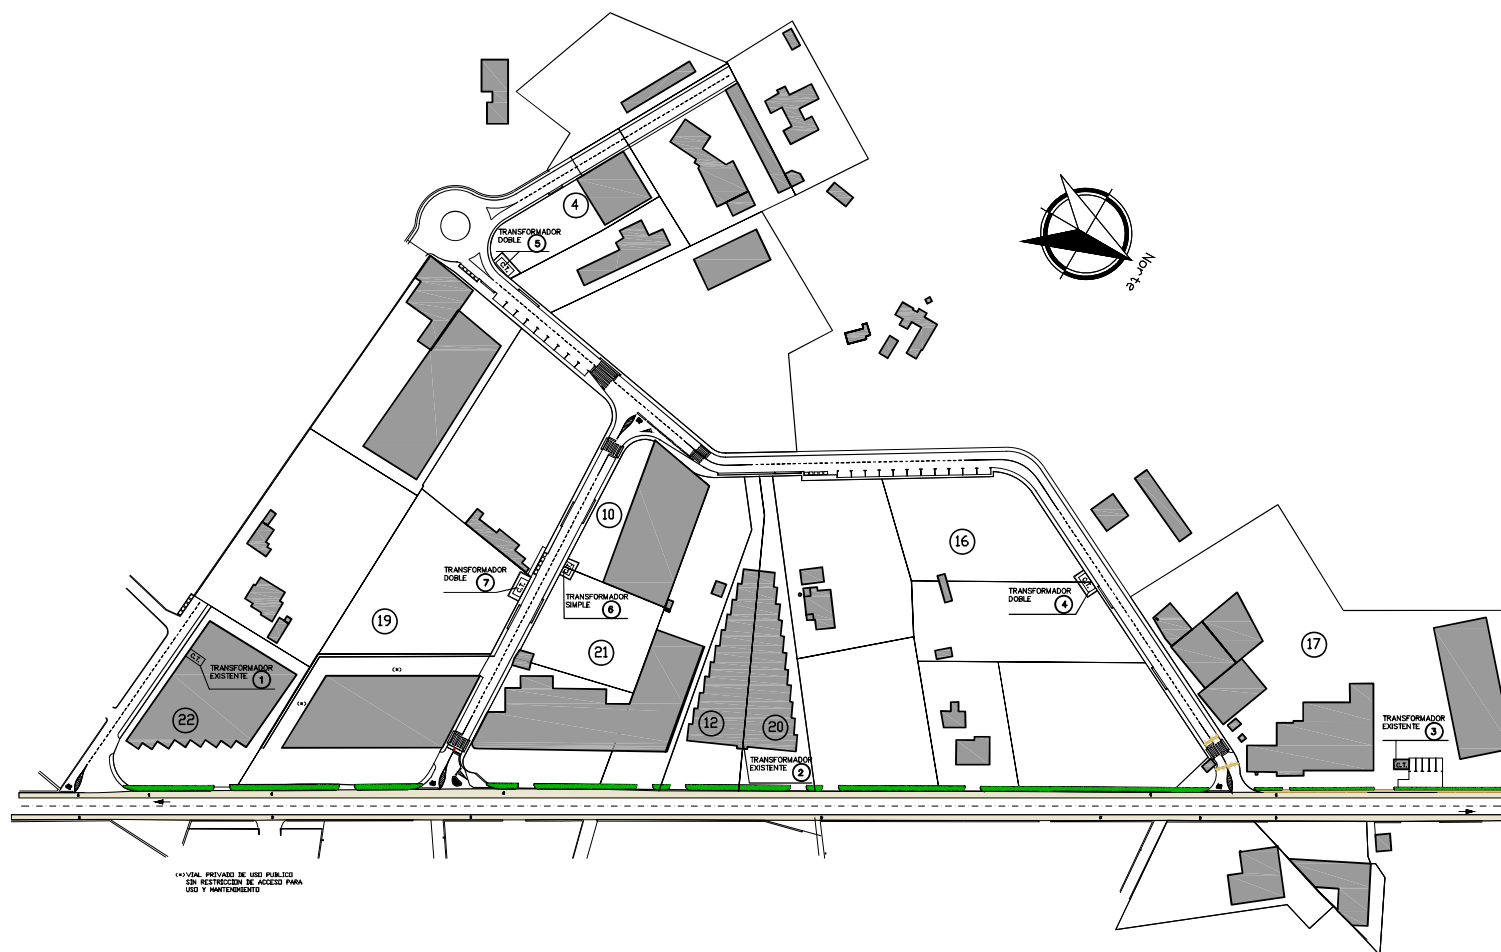 4
TRANSFORMADOR
DOBLE 5
C.T.
Norte
10
16
TRANSFORMADOR
DOBLE 7
C.T.
C.T.
TRANSFORMADOR
SIMPLE 6
C.T.
TRANSFORMADOR
DOBLE 4
19
21
17
C.T.
TRANSFORMADOR
EXISTENTE 1
(*)
(*)
22
12
20
TRANSFORMADOR
EXISTENTE 3
C.T.
TRANSFORMADOR
EXISTENTE 2
(*) VIAL PRIVADO DE USO PUBLICO
SIN RESTRICCION DE ACCESO PARA
USO Y MANTENIMIENTO